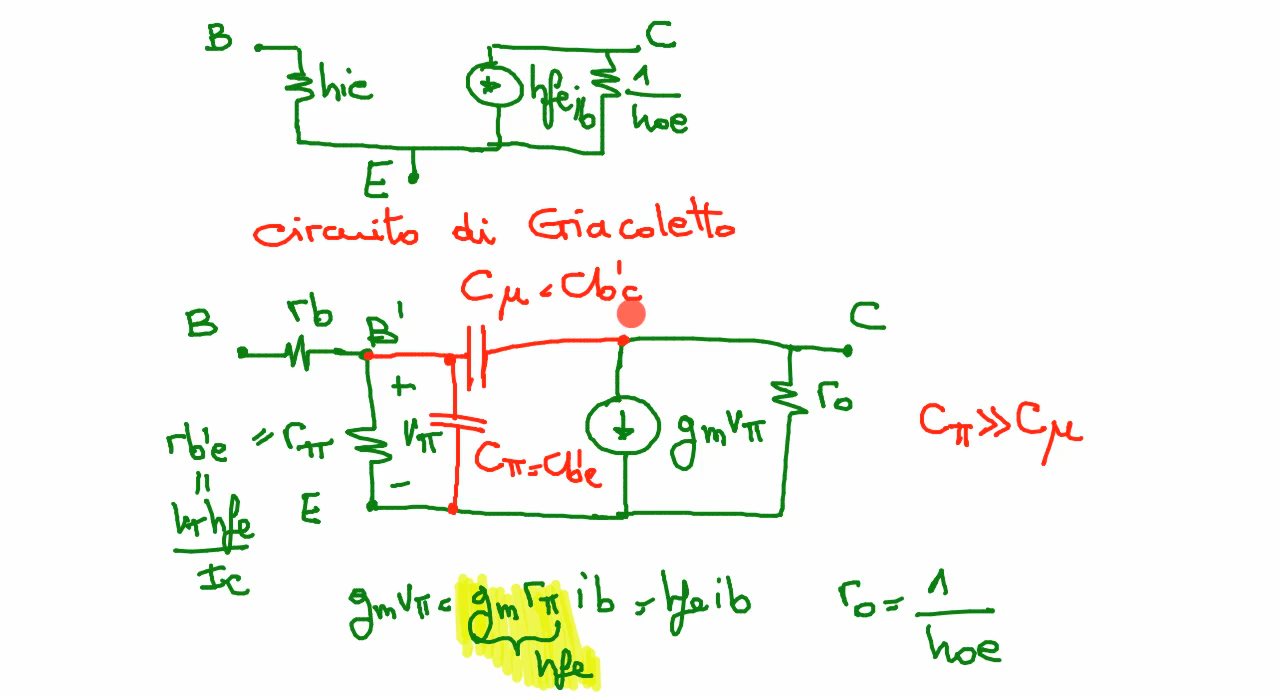 B
C
hie
hfe ib
1/hoe
E
Circuito di Giacoletto
Cμ = Cb'c
B
rb
B'
C
+
rb'e = rπ
vπ
Cπ = Cb'e
gm vπ
ro
Cπ ≫ Cμ
=
VT hfe / IC
-
E
gm vπ = gm rπ ib = hfe ib
hfe
ro = 1/hoe